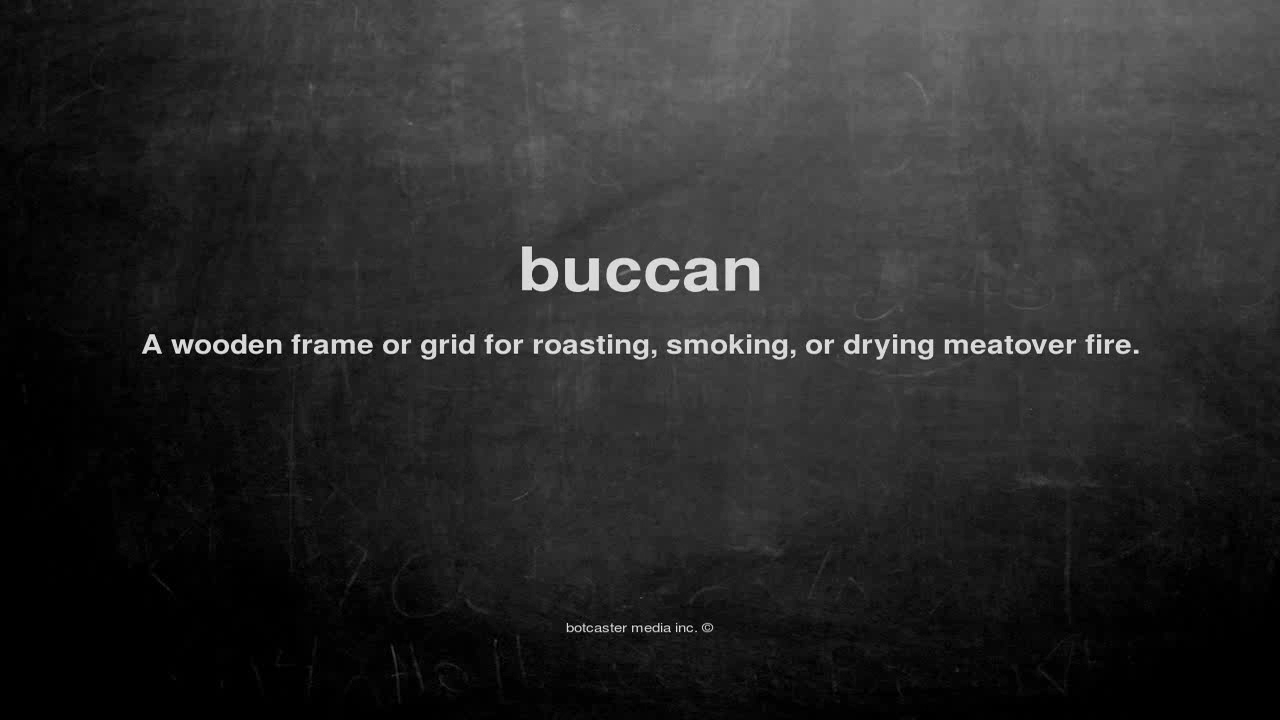 buccan
A wooden frame or grid for roasting, smoking, or drying meatover fire.
botcaster media inc. ©